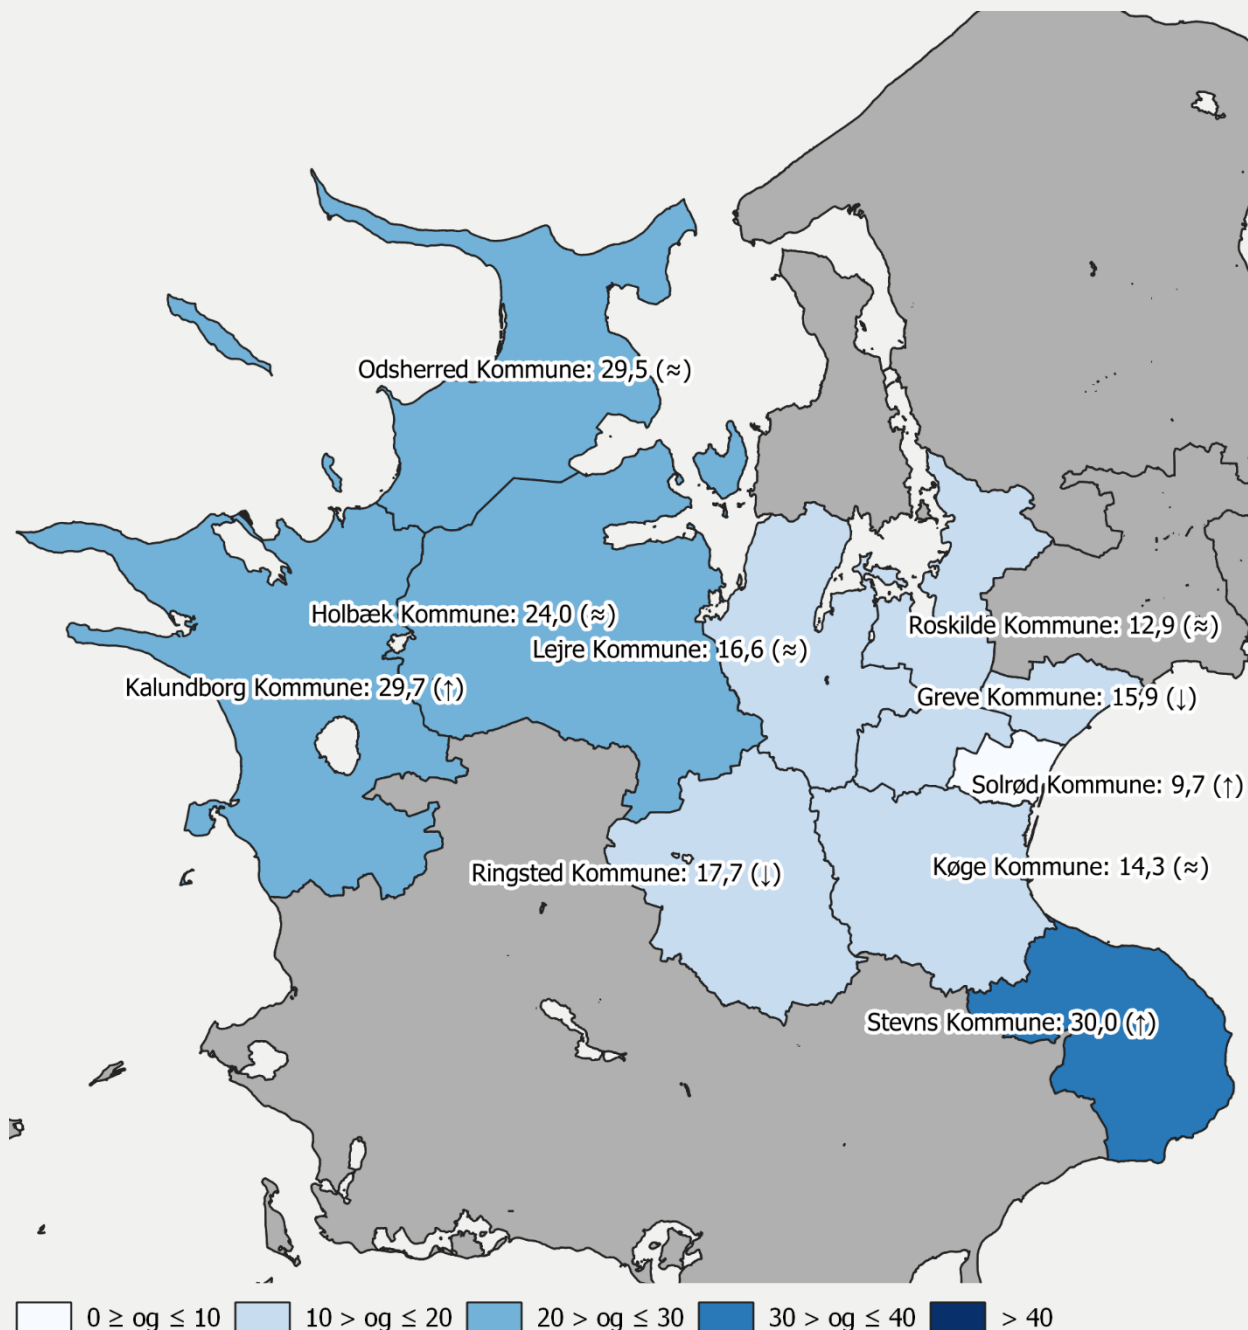 Odsherred Kommune: 29,5 (≈)
Holbæk Kommune: 24,0 (≈)
Roskilde Kommune: 12,9 (≈)
Lejre Kommune: 16,6 (≈)
Kalundborg Kommune: 29,7 (↑)
Greve Kommune: 15,9 (↓)
Solrød Kommune: 9,7 (↑)
Køge Kommune: 14,3 (≈)
Ringsted Kommune: 17,7 (↓)
Stevns Kommune: 30,0 (↑)
0 ≥ og ≤ 10 10 > og ≤ 20 20 > og ≤ 30 30 > og ≤ 40 > 40